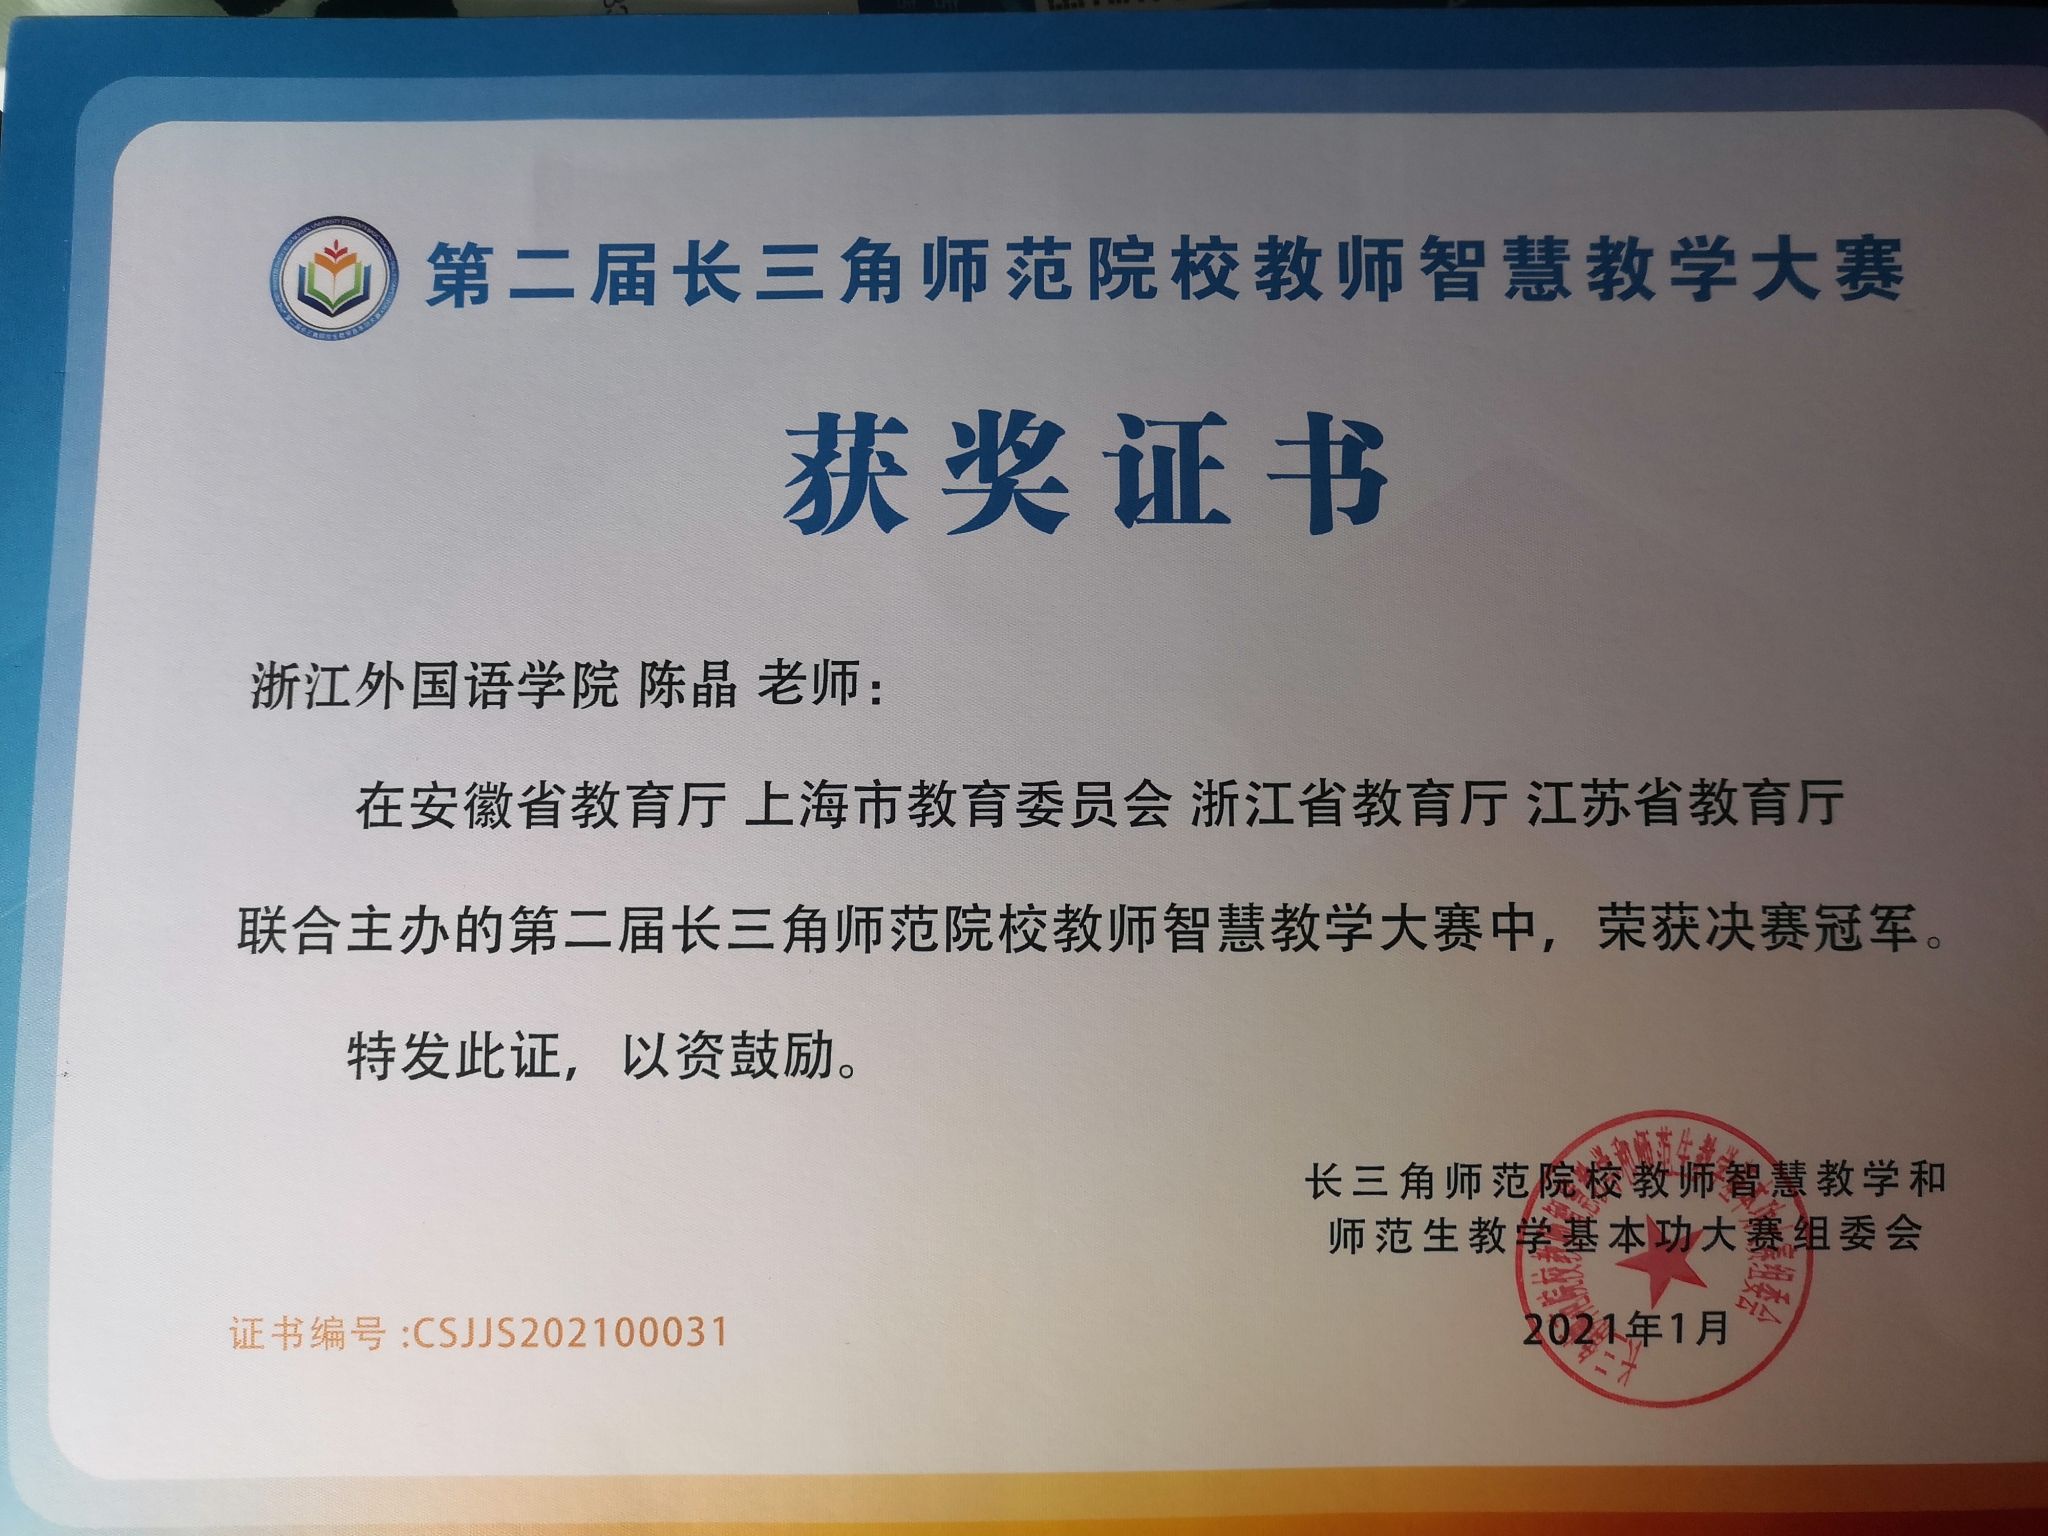 第二届长三角师范院校教师智慧教学大赛
获奖证书
浙江外国语学院 陈晶 老师：
在安徽省教育厅 上海市教育委员会 浙江省教育厅 江苏省教育厅
联合主办的第二届长三角师范院校教师智慧教学大赛中，荣获决赛冠军。
特发此证，以资鼓励。
长三角师范院校教师智慧教学和
师范生教学基本功大赛组委会
2021年1月
证书编号 :CSJJS202100031